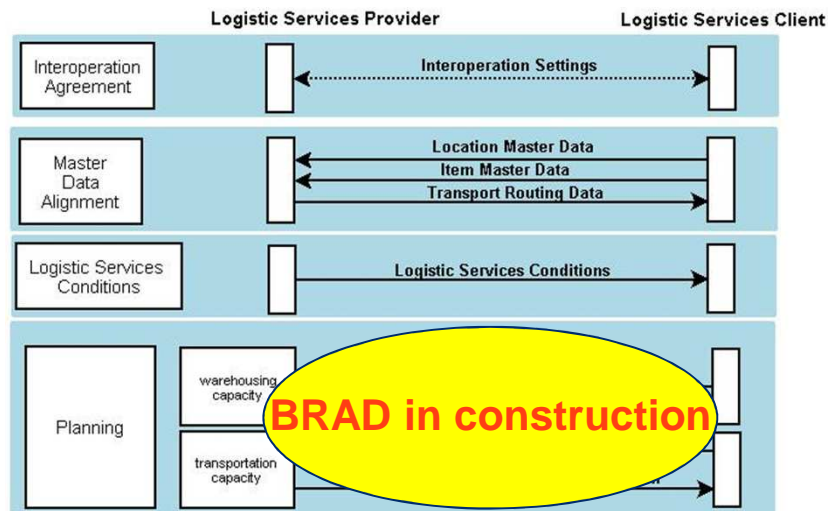 Logistic Services Provider
Logistic Services Client
Interoperation
Agreement
Interoperation Settings
Master
Data
Alignment
Location Master Data
Item Master Data
Transport Routing Data
Logistic Services
Conditions
Logistic Services Conditions
Planning
warehousing
capacity
transportation
capacity
BRAD in construction